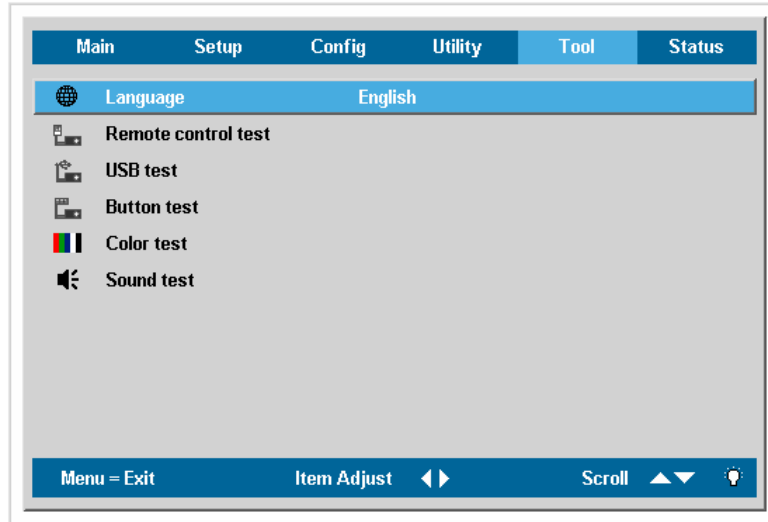 Main Setup Config Utility Tool Status
Language English
Remote control test
USB test
Button test
Color test
Sound test
Menu = Exit Item Adjust Scroll